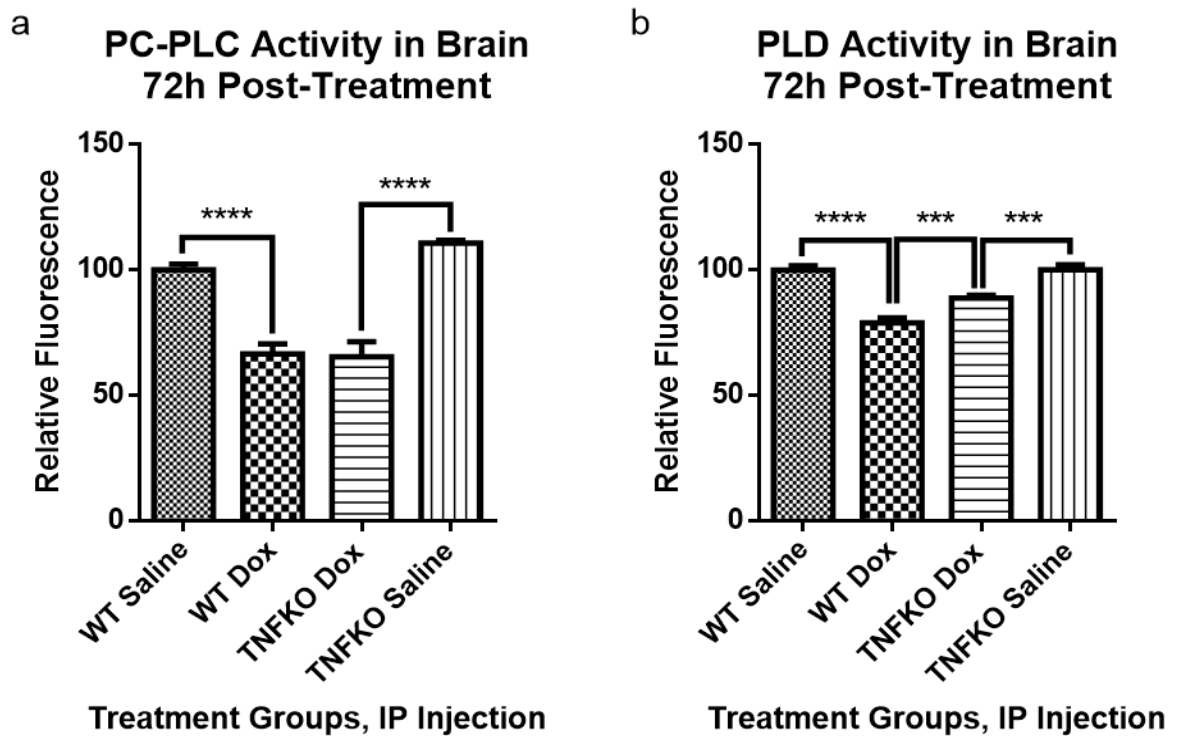 a
PC-PLC Activity in Brain
72h Post-Treatment
Relative Fluorescence
150
100
50
0
****
****
WT Saline
WT Dox
TNFKO Dox
TNFKO Saline
Treatment Groups, IP Injection
b
PLD Activity in Brain
72h Post-Treatment
Relative Fluorescence
150
100
50
0
****
***
***
WT Saline
WT Dox
TNFKO Dox
TNFKO Saline
Treatment Groups, IP Injection